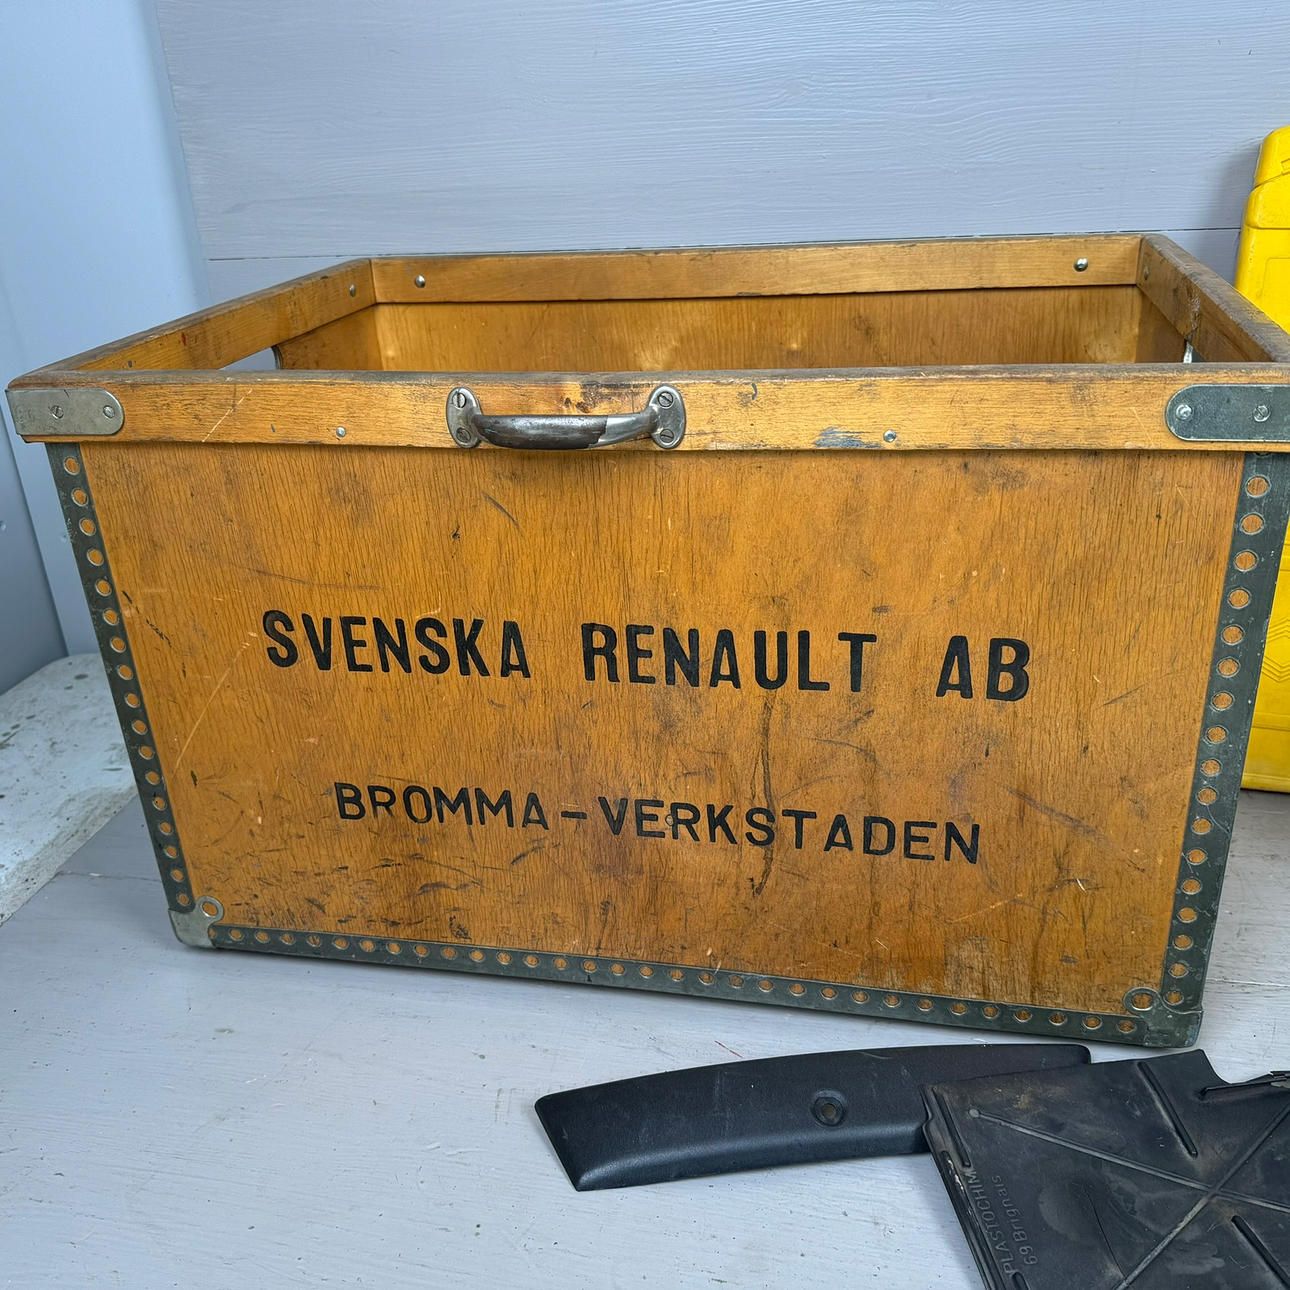 SVENSKA RENAULT AB
BROMMA-VERKSTADEN
PLASTOCHIM
69 Brignais